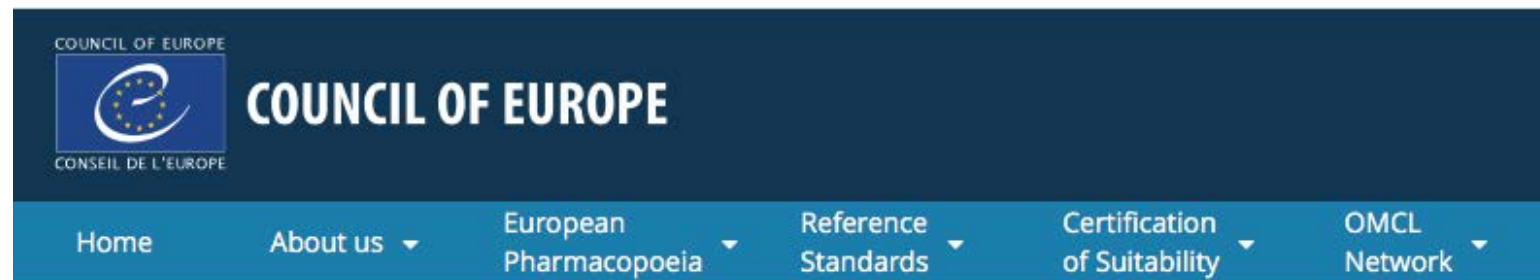 COUNCIL OF EUROPE
COUNCIL OF EUROPE
CONSEIL DE L'EUROPE
Home
About us
European
Pharmacopoeia
Reference
Standards
Certification
of Suitability
OMCL
Network